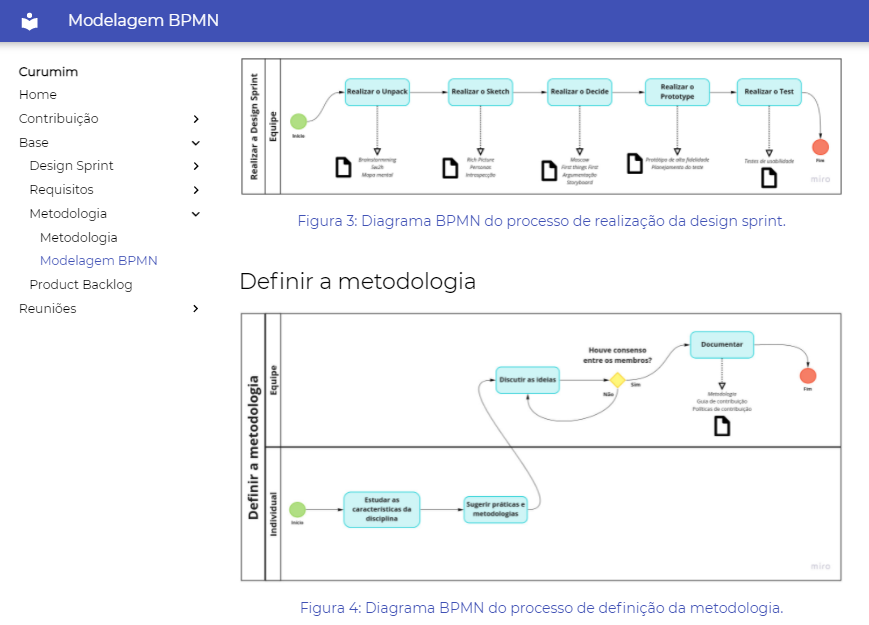 Modelagem BPMN
Curumim
Home
Contribuição
Base
Design Sprint
Requisitos
Metodologia
Metodologia
Modelagem BPMN
Product Backlog
Reuniões
Realizar a Design Sprint
Equipe
Início
Realizar o Unpack
Realizar o Sketch
Realizar o Decide
Realizar o
Prototype
Realizar o Test
Brainstorming
5w2h
Mapa mental
Rich Picture
Personas
Introspecção
Moscow
First things First
Argumentação
Storyboard
Protótipo de alta fidelidade
Planejamento do teste
Testes de usabilidade
Fim
miro
Figura 3: Diagrama BPMN do processo de realização da design sprint.
Definir a metodologia
Definir a metodologia
Equipe
Discutir as ideias
Houve consenso
entre os membros?
Não
Sim
Documentar
Metodologia
Guia de contribuição
Políticas de contribuição
Fim
Individual
Início
Estudar as
características da
disciplina
Sugerir práticas e
metodologias
miro
Figura 4: Diagrama BPMN do processo de definição da metodologia.